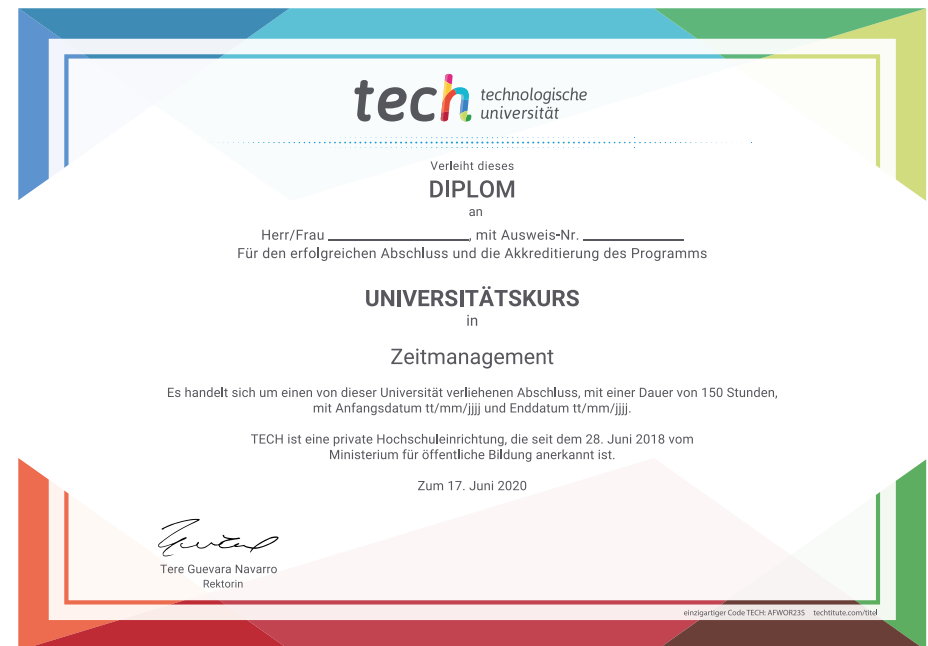 tech technologische
universität
Verleiht dieses
DIPLOM
an
Herr/Frau ____________________, mit Ausweis-Nr. ______________
Für den erfolgreichen Abschluss und die Akkreditierung des Programms
UNIVERSITÄTSKURS
in
Zeitmanagement
Es handelt sich um einen von dieser Universität verliehenen Abschluss, mit einer Dauer von 150 Stunden,
mit Anfangsdatum tt/mm/jjjj und Enddatum tt/mm/jjjj.
TECH ist eine private Hochschuleinrichtung, die seit dem 28. Juni 2018 vom
Ministerium für öffentliche Bildung anerkannt ist.
Zum 17. Juni 2020
Tere Guevara Navarro
Rektorin
einzigartiger Code TECH: AFWOR23S techtitute.com/titel